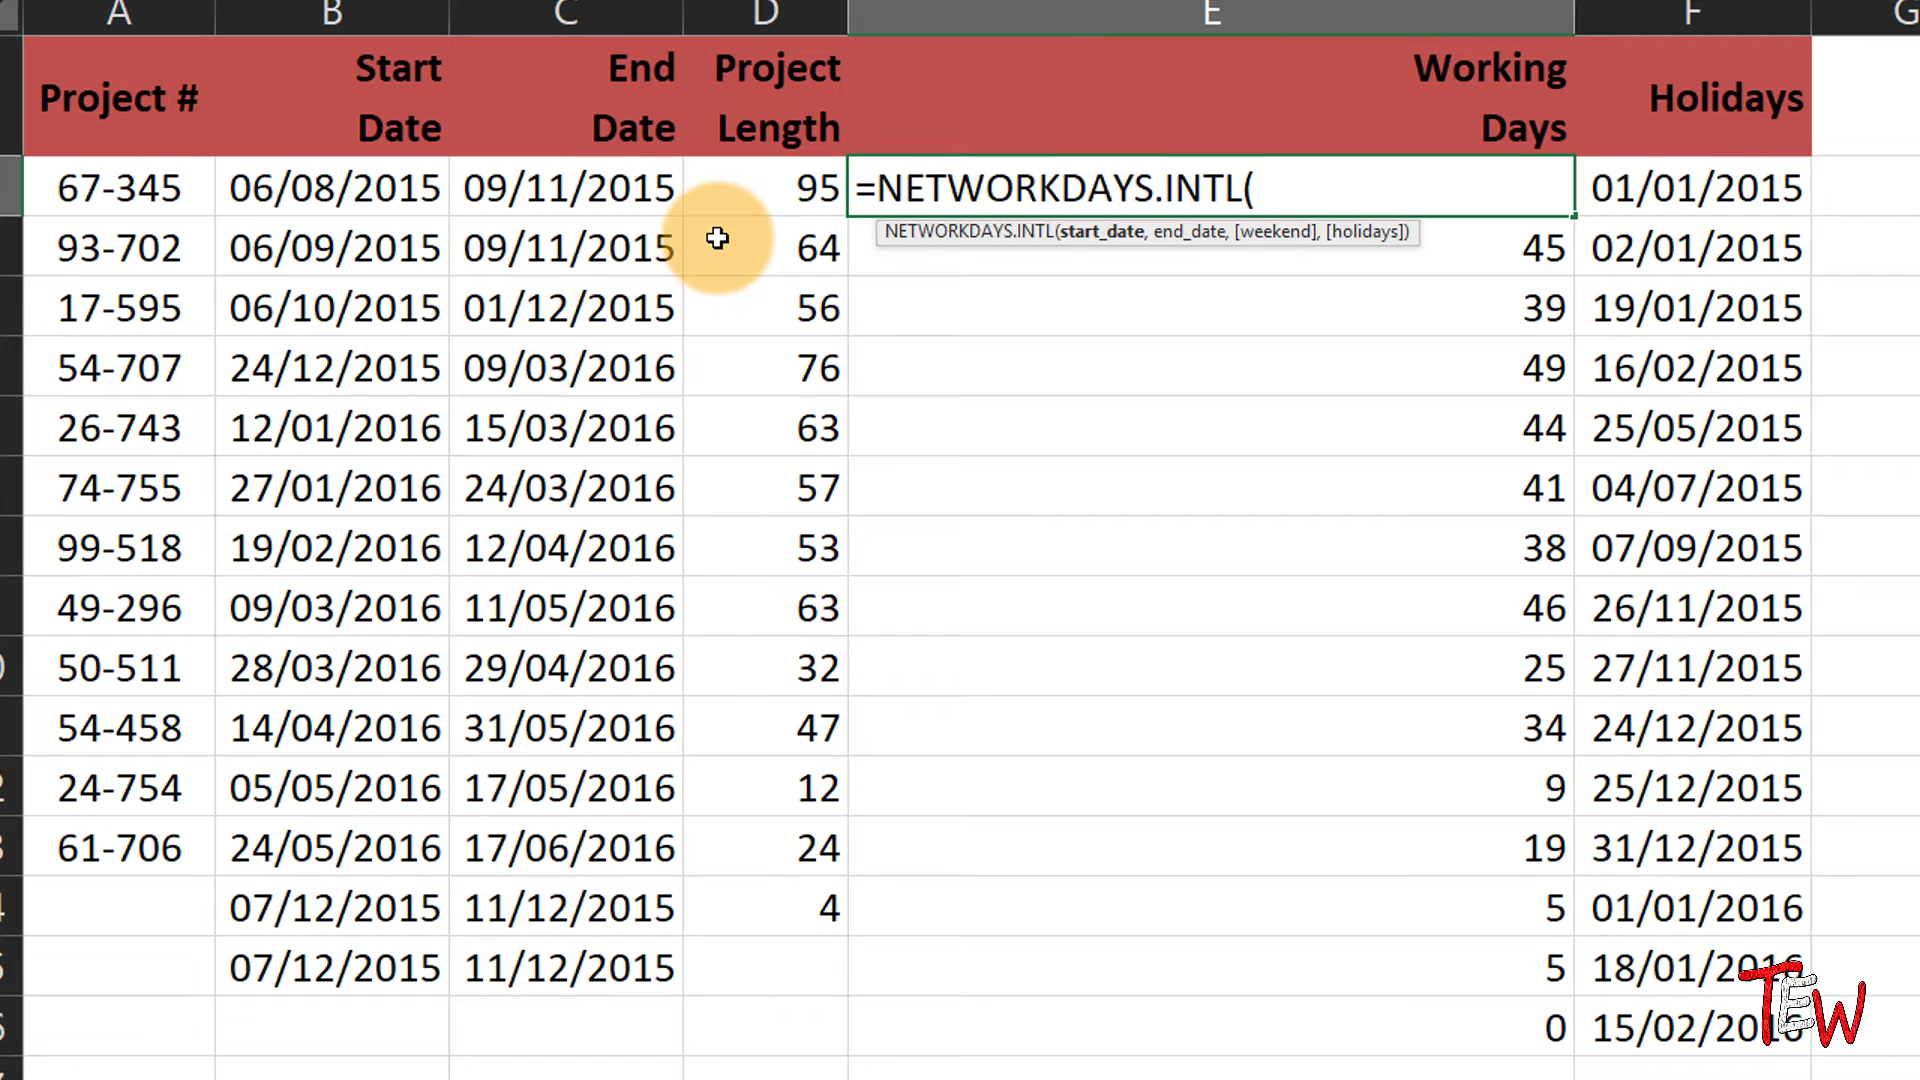 A B C D E F G
Project # Start Date End Date Project Length Working Days Holidays
67-345 06/08/2015 09/11/2015 95 =NETWORKDAYS.INTL( 01/01/2015
NETWORKDAYS.INTL(start_date, end_date, [weekend], [holidays])
93-702 06/09/2015 09/11/2015 64 45 02/01/2015
17-595 06/10/2015 01/12/2015 56 39 19/01/2015
54-707 24/12/2015 09/03/2016 76 49 16/02/2015
26-743 12/01/2016 15/03/2016 63 44 25/05/2015
74-755 27/01/2016 24/03/2016 57 41 04/07/2015
99-518 19/02/2016 12/04/2016 53 38 07/09/2015
49-296 09/03/2016 11/05/2016 63 46 26/11/2015
50-511 28/03/2016 29/04/2016 32 25 27/11/2015
54-458 14/04/2016 31/05/2016 47 34 24/12/2015
24-754 05/05/2016 17/05/2016 12 9 25/12/2015
61-706 24/05/2016 17/06/2016 24 19 31/12/2015
07/12/2015 11/12/2015 4 5 01/01/2016
07/12/2015 11/12/2015 5 18/01/2016
0 15/02/2016
TEW